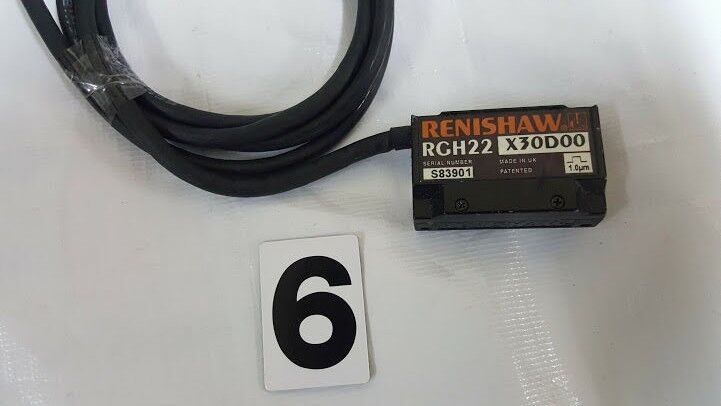 RENISHAW
RGH22 X30D00
SERIAL NUMBER MADE IN UK
S83901 PATENTED 1.0µm
6